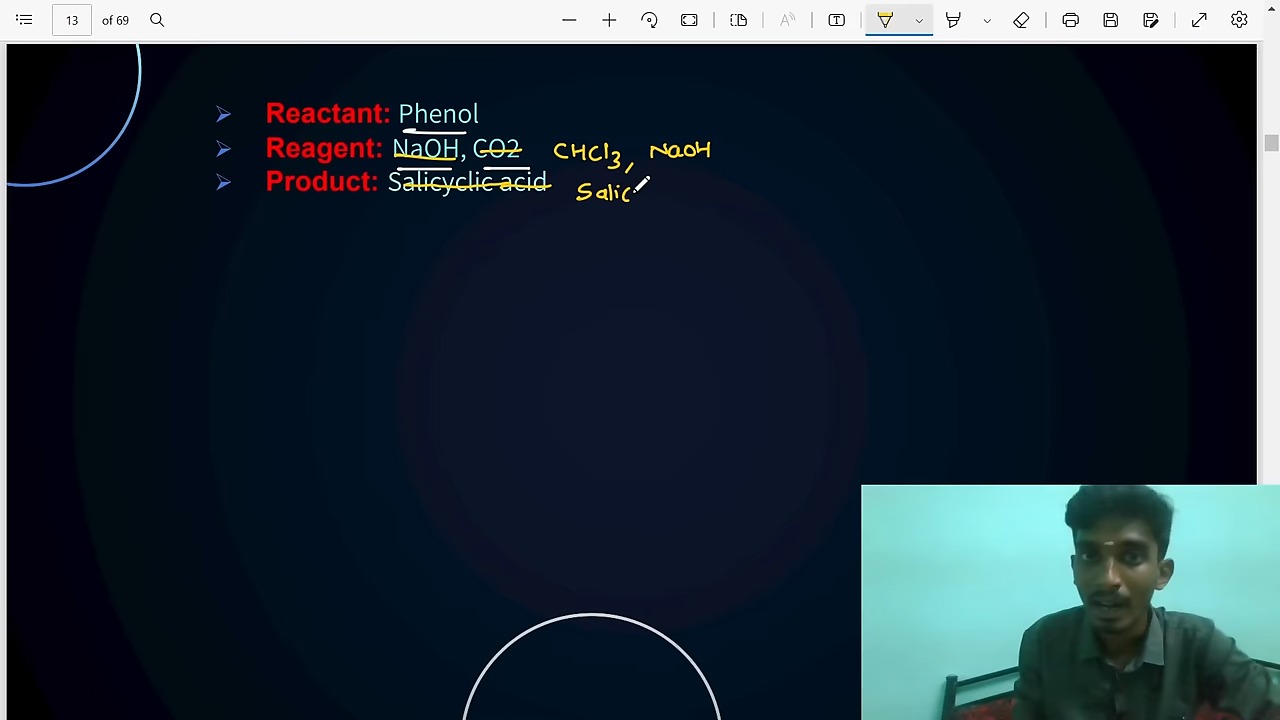 13 of 69
Reactant: Phenol
Reagent: NaOH, CO2 CHCl3, NaOH
Product: Salicyclic acid Salic